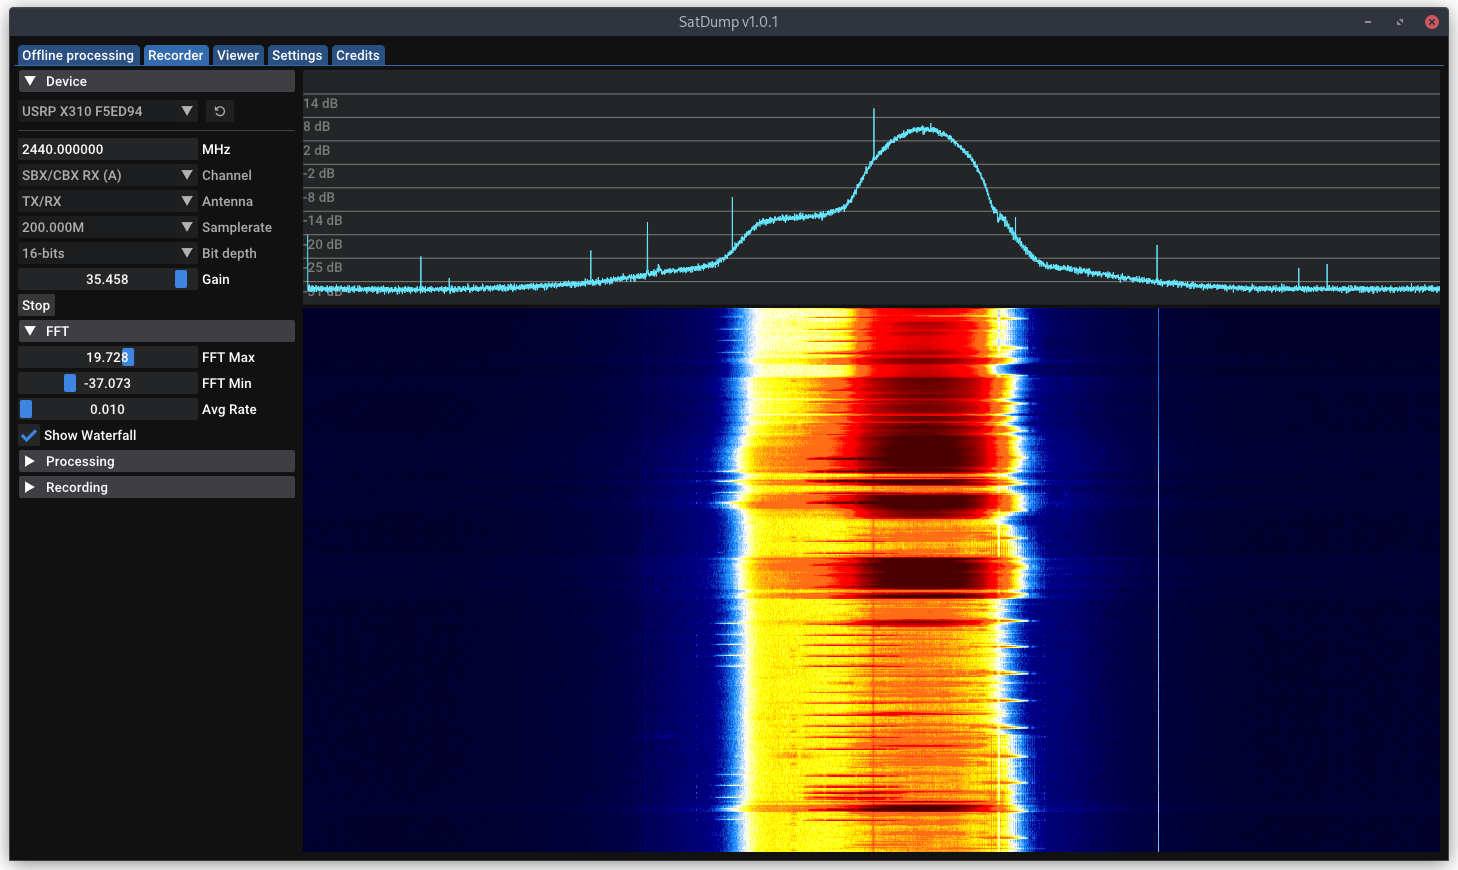 SatDump v1.0.1
Offline processing Recorder Viewer Settings Credits
Device
USRP X310 F5ED94
2440.000000 MHz
SBX/CBX RX (A) Channel
TX/RX Antenna
200.000M Samplerate
16-bits Bit depth
35.458 Gain
Stop
FFT
19.728 FFT Max
-37.073 FFT Min
0.010 Avg Rate
Show Waterfall
Processing
Recording
14 dB
8 dB
2 dB
-2 dB
-8 dB
-14 dB
-20 dB
-25 dB
-31 dB